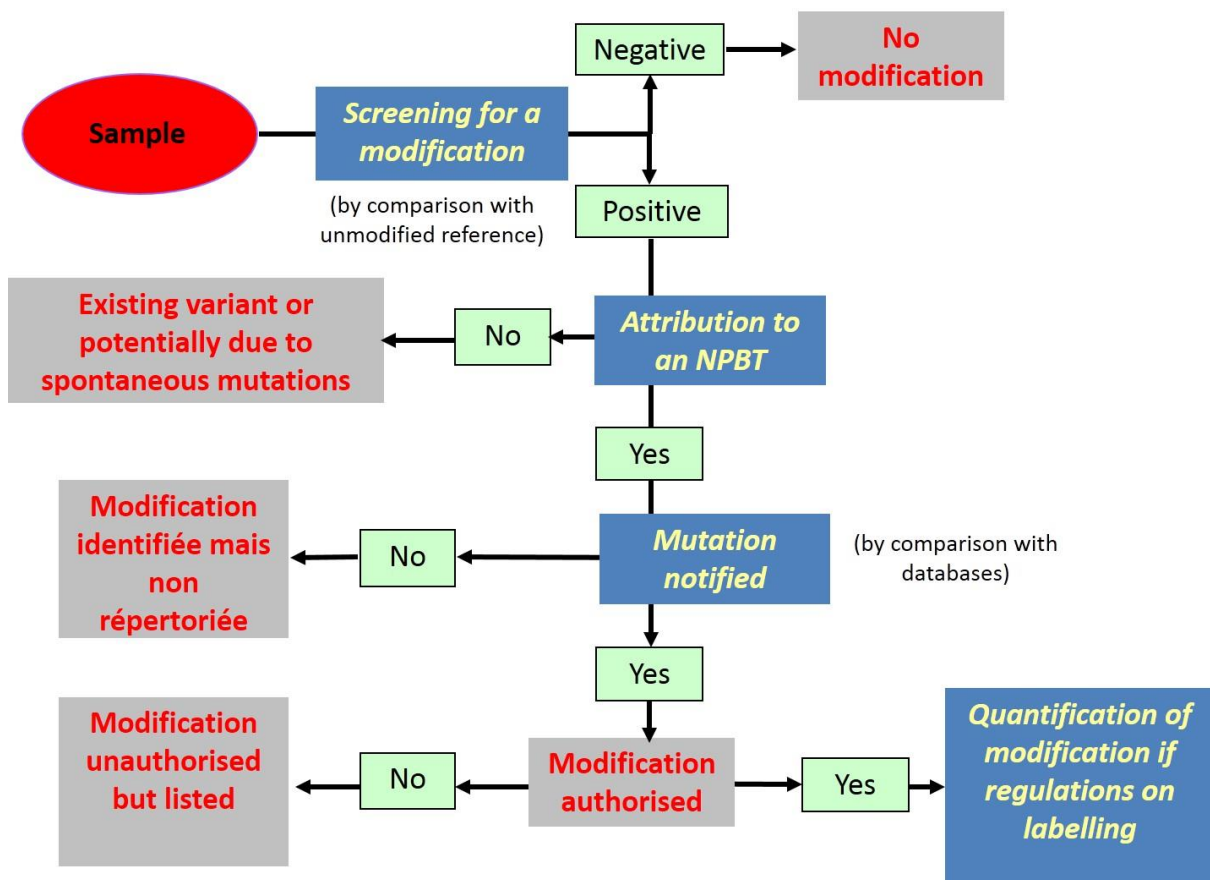 Negative
No
modification
Sample
Screening for a
modification
(by comparison with
unmodified reference)
Positive
Existing variant or
potentially due to
spontaneous mutations
No
Attribution to
an NPBT
Yes
Modification
identifiée mais
non
répertoriée
No
Mutation
notified
(by comparison with
databases)
Yes
Modification
unauthorised
but listed
No
Modification
authorised
Yes
Quantification of
modification if
regulations on
labelling